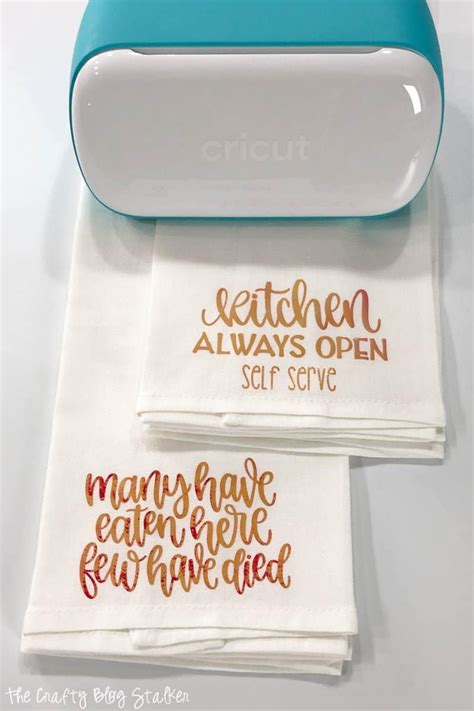 cricut
kitchen
ALWAYS OPEN
SELF SERVE
many have
eaten here
few have died
The Crafty Blog Stalker